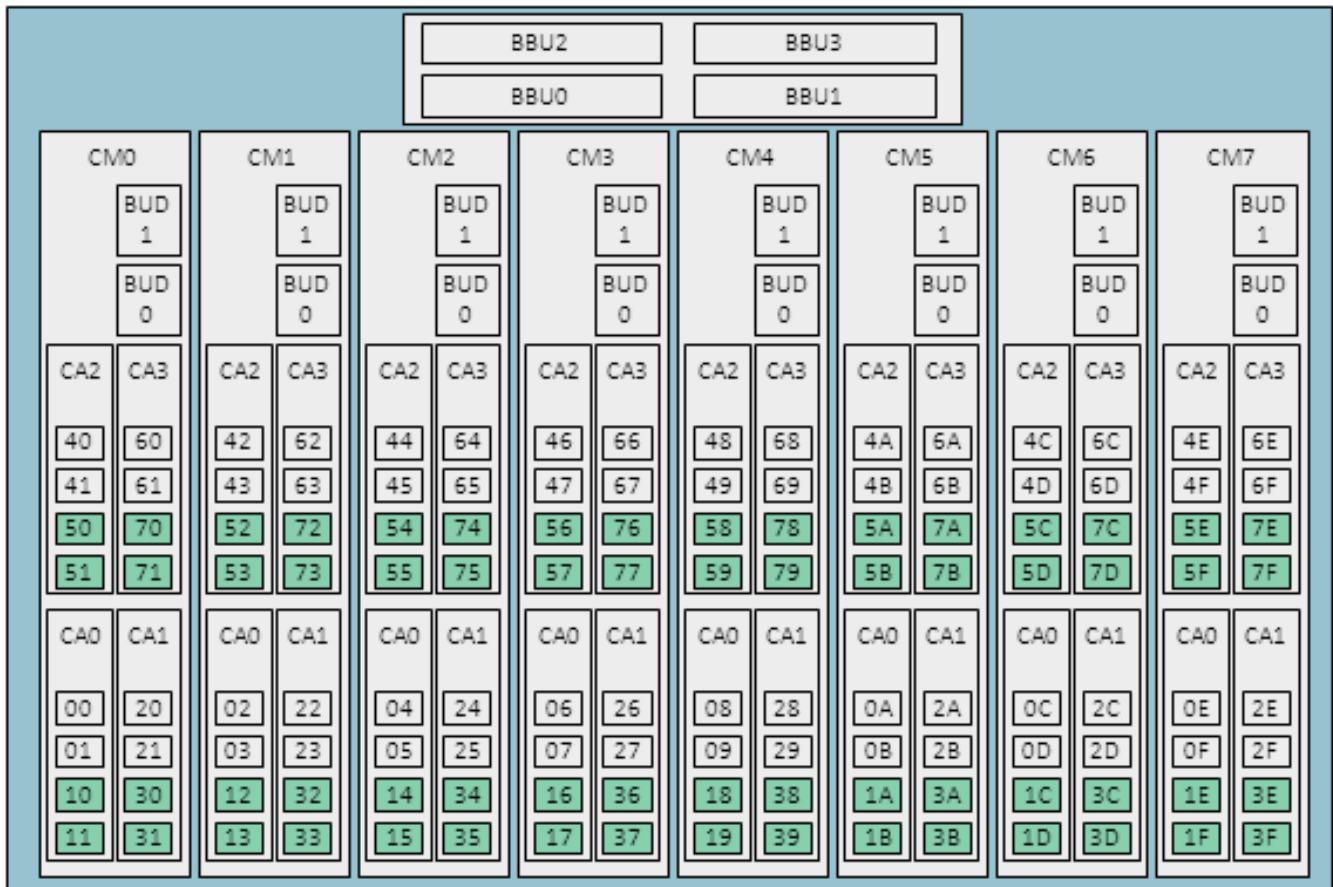 BBU2 BBU3
BBU0 BBU1
CM0 CM1 CM2 CM3 CM4 CM5 CM6 CM7
BUD BUD BUD BUD BUD BUD BUD BUD
1 1 1 1 1 1 1 1
BUD BUD BUD BUD BUD BUD BUD BUD
0 0 0 0 0 0 0 0
CA2 CA3 CA2 CA3 CA2 CA3 CA2 CA3 CA2 CA3 CA2 CA3 CA2 CA3 CA2 CA3
40 60 42 62 44 64 46 66 48 68 4A 6A 4C 6C 4E 6E
41 61 43 63 45 65 47 67 49 69 4B 6B 4D 6D 4F 6F
50 70 52 72 54 74 56 76 58 78 5A 7A 5C 7C 5E 7E
51 71 53 73 55 75 57 77 59 79 5B 7B 5D 7D 5F 7F
CA0 CA1 CA0 CA1 CA0 CA1 CA0 CA1 CA0 CA1 CA0 CA1 CA0 CA1 CA0 CA1
00 20 02 22 04 24 06 26 08 28 0A 2A 0C 2C 0E 2E
01 21 03 23 05 25 07 27 09 29 0B 2B 0D 2D 0F 2F
10 30 12 32 14 34 16 36 18 38 1A 3A 1C 3C 1E 3E
11 31 13 33 15 35 17 37 19 39 1B 3B 1D 3D 1F 3F